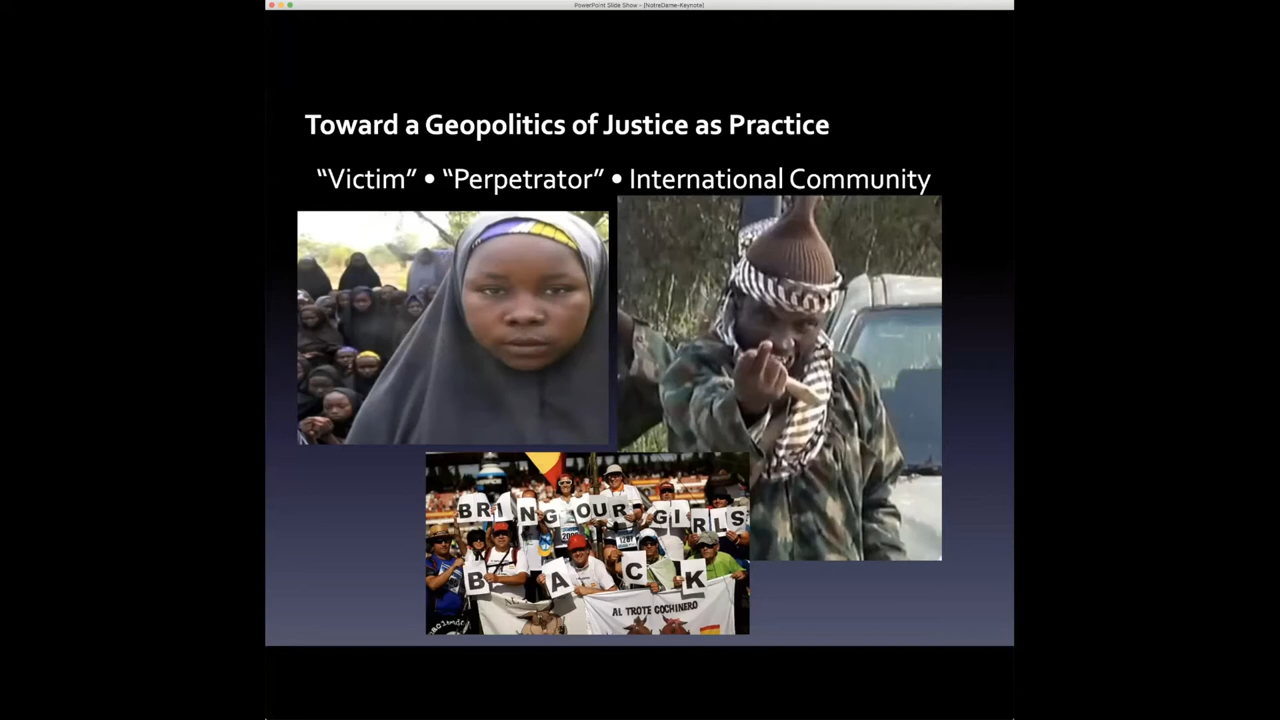 PowerPoint Slide Show - [NotreDame-Keynote]
Toward a Geopolitics of Justice as Practice
“Victim” • “Perpetrator” • International Community
BRING OUR GIRLS
BACK
AL TROTE COCHINERO